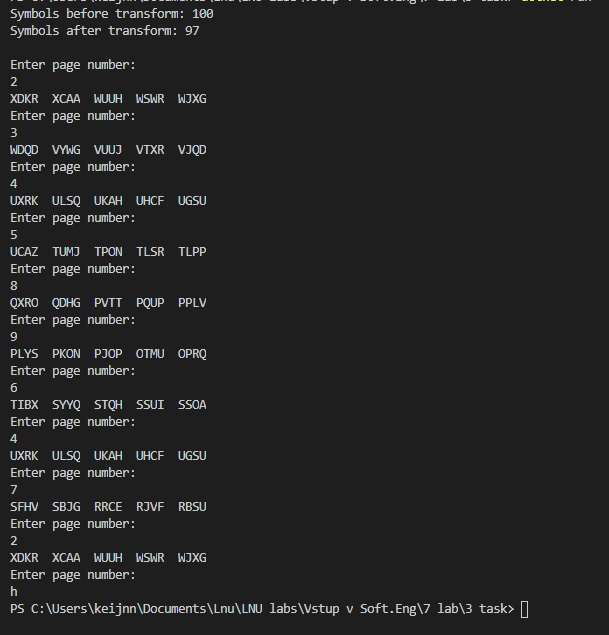 Symbols before transform: 100
Symbols after transform: 97
Enter page number:
2
XDKR XCAA WUUH WSWR WJXG
Enter page number:
3
WDQD VYWG VUUJ VTXR VJQD
Enter page number:
4
UXRK ULSQ UKAH UHCF UGSU
Enter page number:
5
UCAZ TUMJ TPON TLSR TLPP
Enter page number:
8
QXRO QDHG PVTT PQUP PPLV
Enter page number:
9
PLYS PKON PJOP OTMU OPRQ
Enter page number:
6
TIBX SYYQ STQH SSUI SSOA
Enter page number:
4
UXRK ULSQ UKAH UHCF UGSU
Enter page number:
7
SFHV SBJG RRCE RJVF RBSU
Enter page number:
2
XDKR XCAA WUUH WSWR WJXG
Enter page number:
h
PS C:\Users\keijnn\Documents\Lnu\LNU labs\Vstup v Soft.Eng\7 lab\3 task>